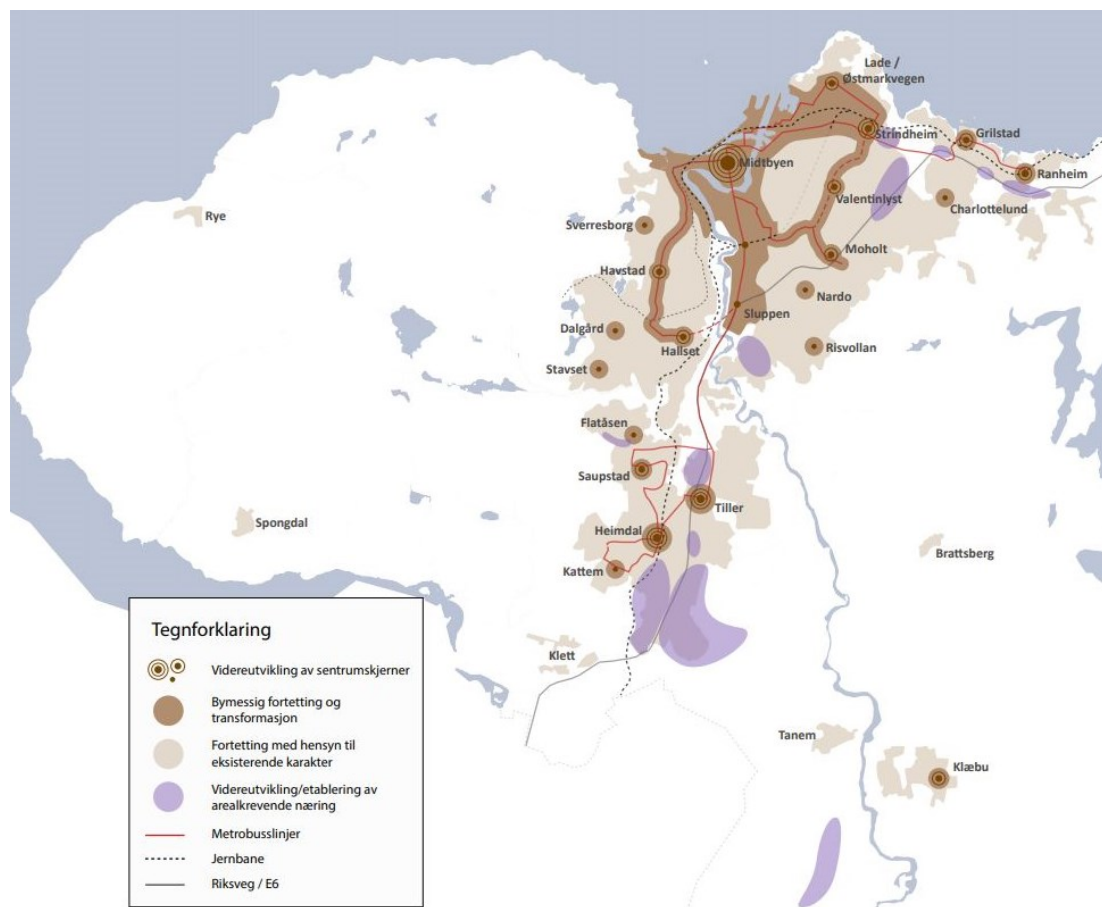 Lade /
Østmarkvegen
Strindheim
Grilstad
Midtbyen
Ranheim
Valentinlyst
Charlottelund
Rye
Sverresborg
Moholt
Havstad
Nardo
Sluppen
Dalgård
Hallset
Risvollan
Stavset
Flatåsen
Saupstad
Tiller
Spongdal
Heimdal
Brattsberg
Kattem
Klett
Tanem
Klæbu
Tegnforklaring
Videreutvikling av sentrumskjerner
Bymessig fortetting og
transformasjon
Fortetting med hensyn til
eksisterende karakter
Videreutvikling/etablering av
arealkrevende næring
Metrobusslinjer
Jernbane
Riksveg / E6